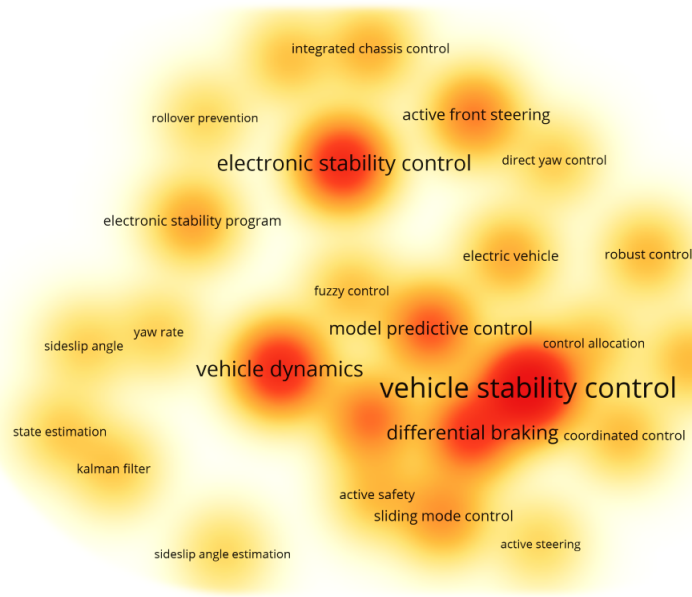 integrated chassis control
rollover prevention
active front steering
electronic stability control
direct yaw control
electronic stability program
electric vehicle
robust control
fuzzy control
model predictive control
yaw rate
sideslip angle
control allocation
vehicle dynamics
vehicle stability control
state estimation
differential braking
coordinated control
kalman filter
active safety
sliding mode control
active steering
sideslip angle estimation